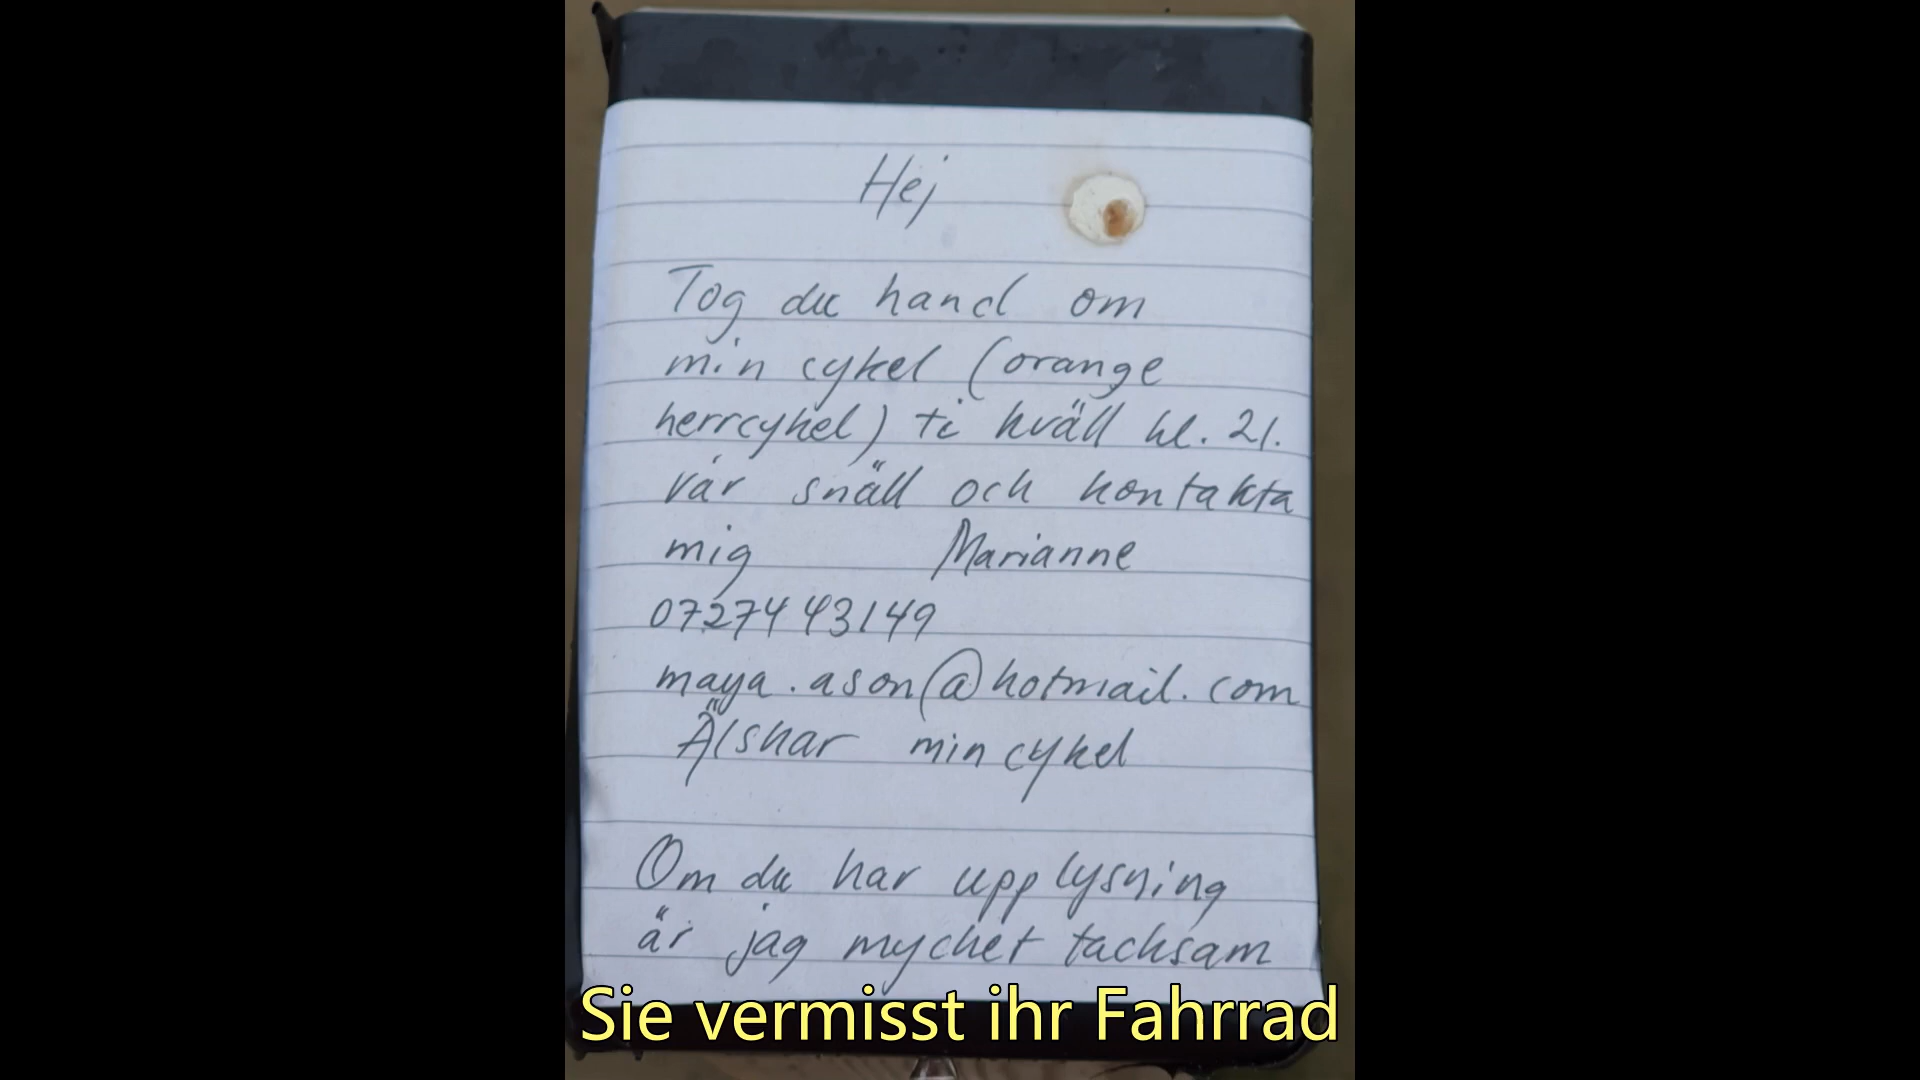 Hej
Tog du hand om
min cykel (orange
herrcykel) ti kväll kl. 21.
vår snäll och kontakta
mig Marianne
0727443149
maya.ason@hotmail.com
Älskar min cykel
Om du har upplysning
är jag mycket tacksam
Sie vermisst ihr Fahrrad